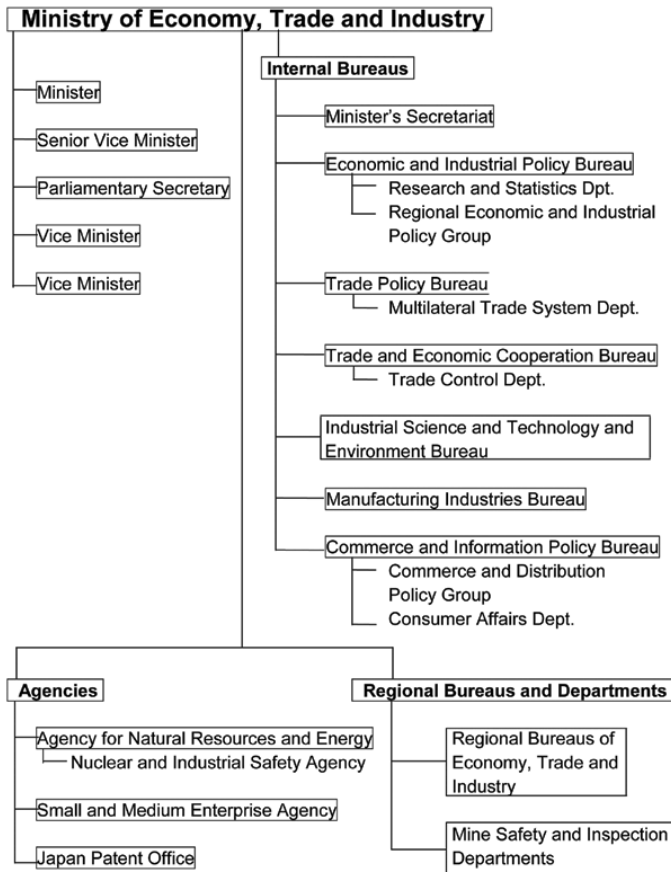 Ministry of Economy, Trade and Industry
Minister
Senior Vice Minister
Parliamentary Secretary
Vice Minister
Vice Minister
Internal Bureaus
Minister's Secretariat
Economic and Industrial Policy Bureau
Research and Statistics Dpt.
Regional Economic and Industrial
Policy Group
Trade Policy Bureau
Multilateral Trade System Dept.
Trade and Economic Cooperation Bureau
Trade Control Dept.
Industrial Science and Technology and
Environment Bureau
Manufacturing Industries Bureau
Commerce and Information Policy Bureau
Commerce and Distribution
Policy Group
Consumer Affairs Dept.
Agencies
Agency for Natural Resources and Energy
Nuclear and Industrial Safety Agency
Small and Medium Enterprise Agency
Japan Patent Office
Regional Bureaus and Departments
Regional Bureaus of
Economy, Trade and
Industry
Mine Safety and Inspection
Departments